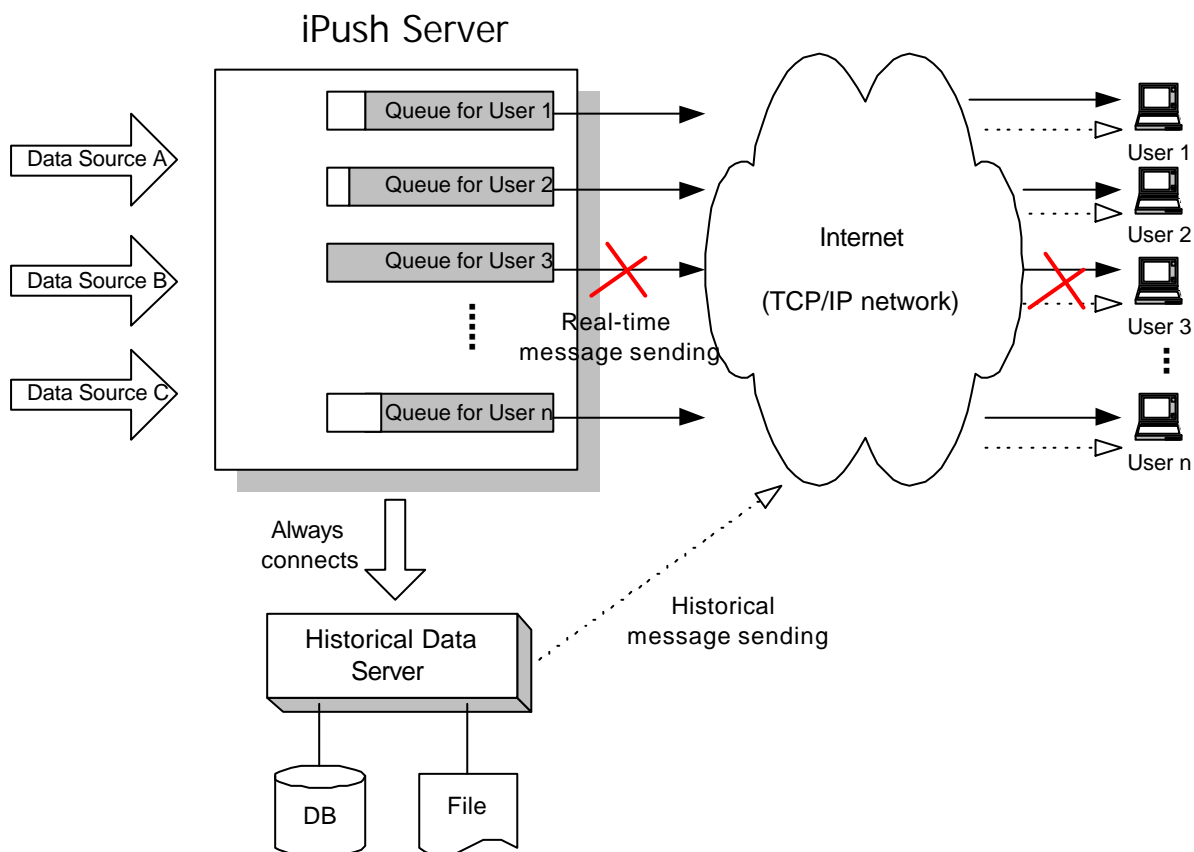 iPush Server
Queue for User 1
Data Source A
User 1
Queue for User 2
User 2
Internet
(TCP/IP network)
Queue for User 3
Data Source B
User 3
Real-time
message sending
Data Source C
Queue for User n
User n
Always
connects
Historical
message sending
Historical Data
Server
DB
File